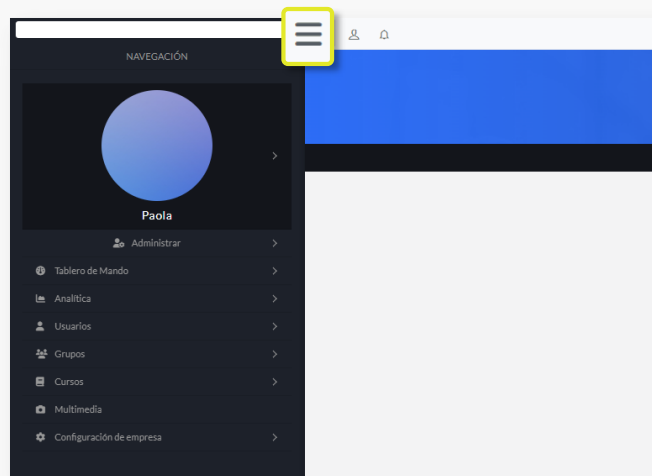 NAVEGACIÓN
Paola
Administrar
Tablero de Mando
Analítica
Usuarios
Grupos
Cursos
Multimedia
Configuración de empresa